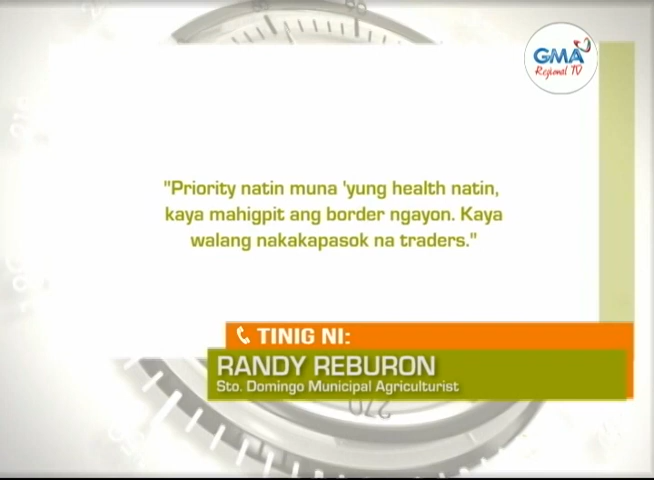 GMA
Regional TV
"Priority natin muna 'yung health natin,
kaya mahigpit ang border ngayon. Kaya
walang nakakapasok na traders."
TINIG NI:
RANDY REBURON
Sto. Domingo Municipal Agriculturist
270